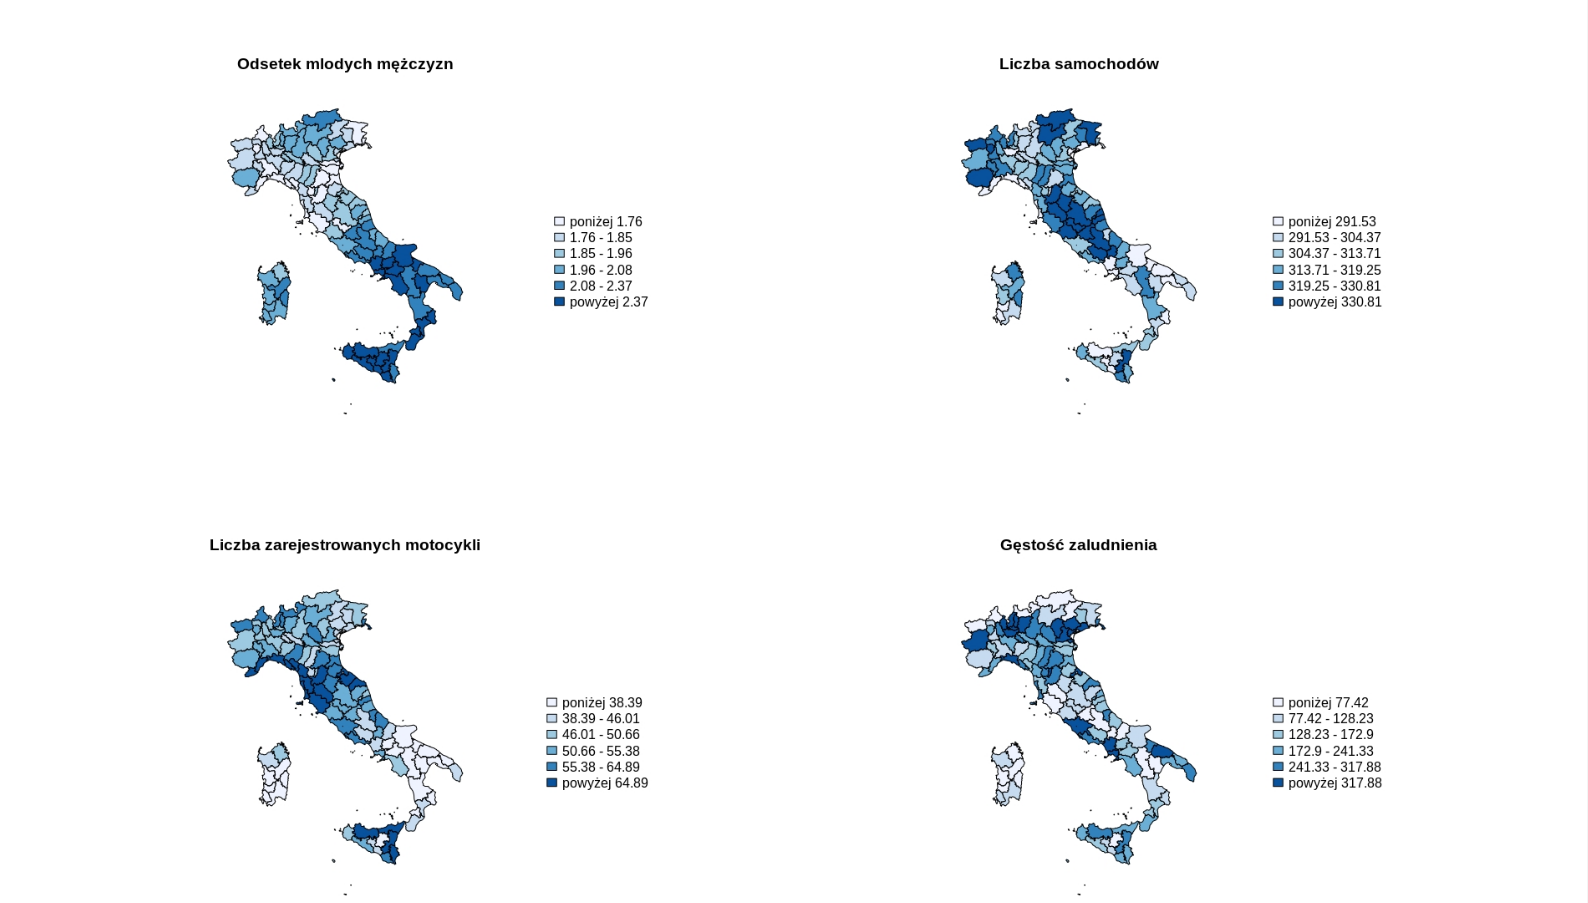 Odsetek mlodych mężczyzn
poniżej 1.76
1.76 - 1.85
1.85 - 1.96
1.96 - 2.08
2.08 - 2.37
powyżej 2.37
Liczba samochodów
poniżej 291.53
291.53 - 304.37
304.37 - 313.71
313.71 - 319.25
319.25 - 330.81
powyżej 330.81
Liczba zarejestrowanych motocykli
poniżej 38.39
38.39 - 46.01
46.01 - 50.66
50.66 - 55.38
55.38 - 64.89
powyżej 64.89
Gęstość zaludnienia
poniżej 77.42
77.42 - 128.23
128.23 - 172.9
172.9 - 241.33
241.33 - 317.88
powyżej 317.88